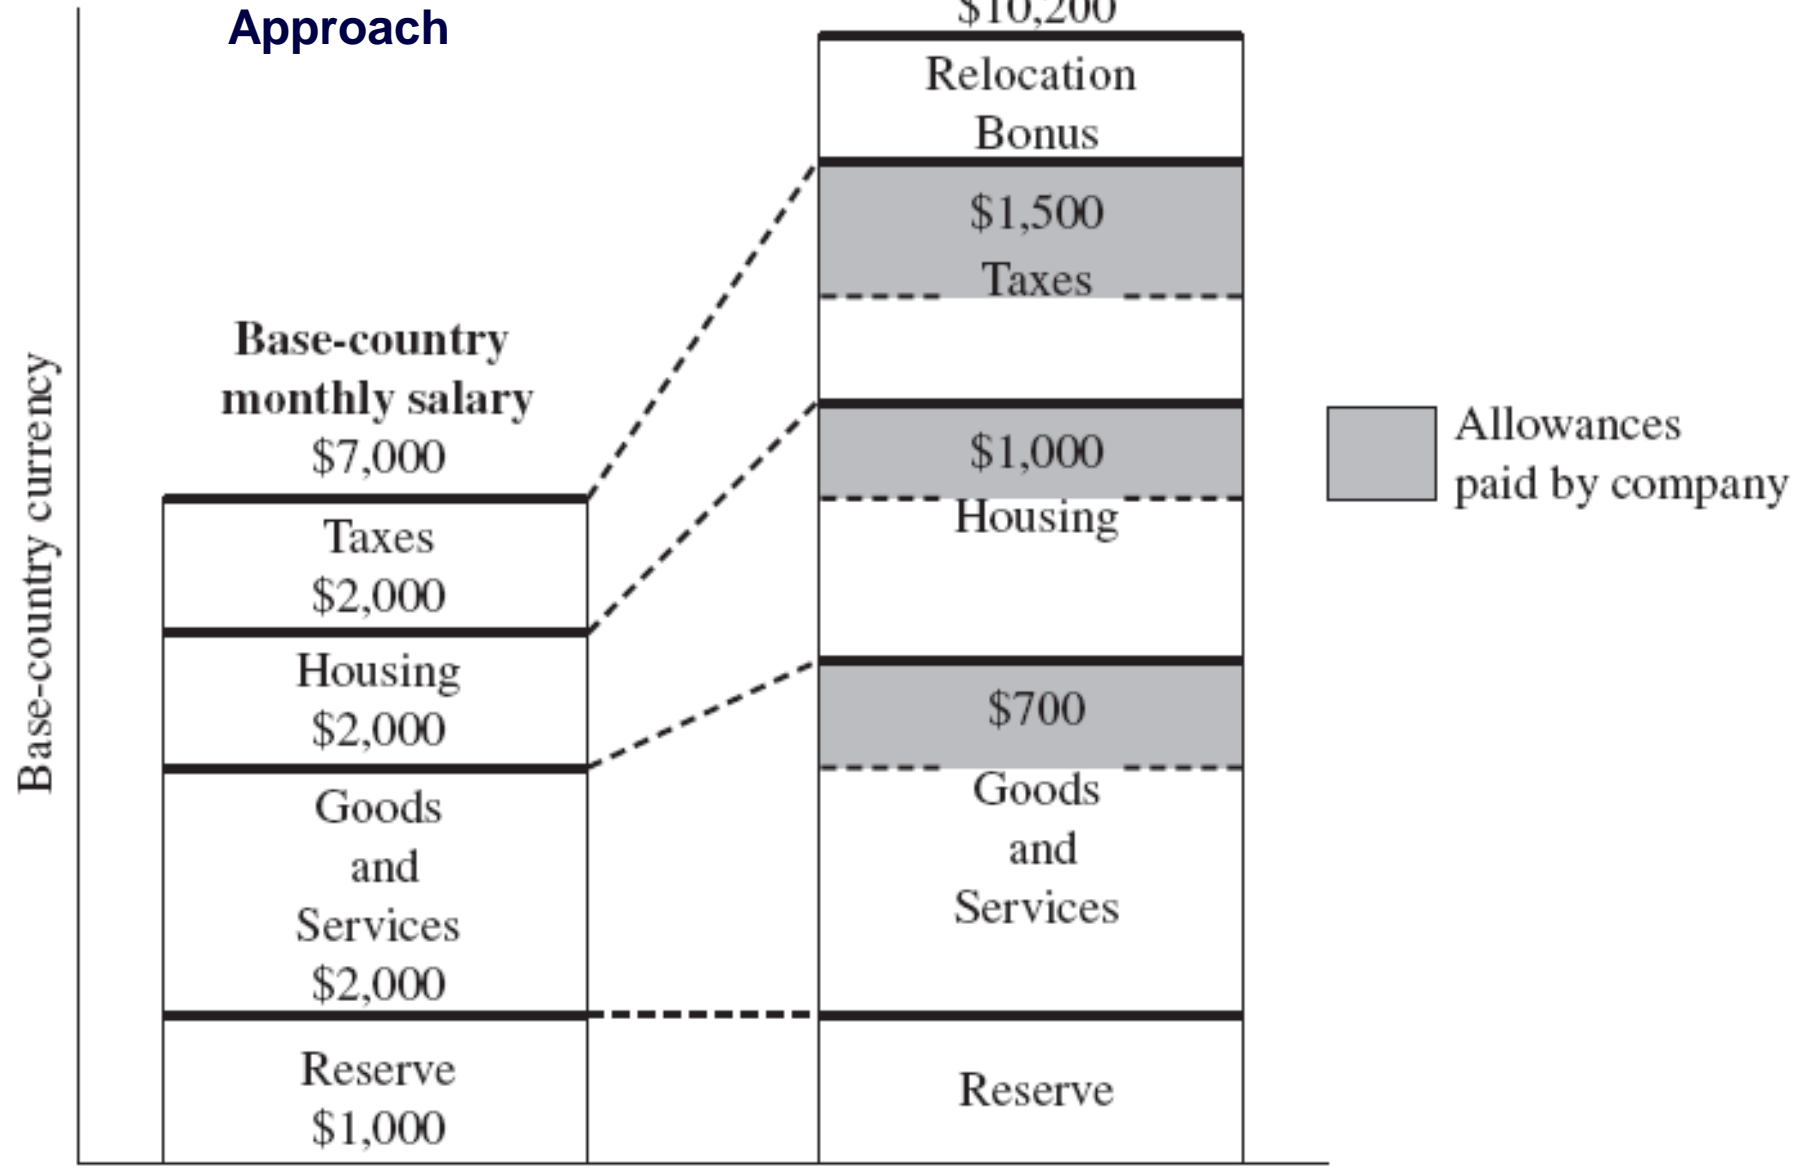 Approach
$10,200
Relocation
Bonus
$1,500
Taxes
$1,000
Housing
$700
Goods
and
Services
Reserve
Base-country
monthly salary
$7,000
Taxes
$2,000
Housing
$2,000
Goods
and
Services
$2,000
Reserve
$1,000
Base-country currency
Allowances
paid by company